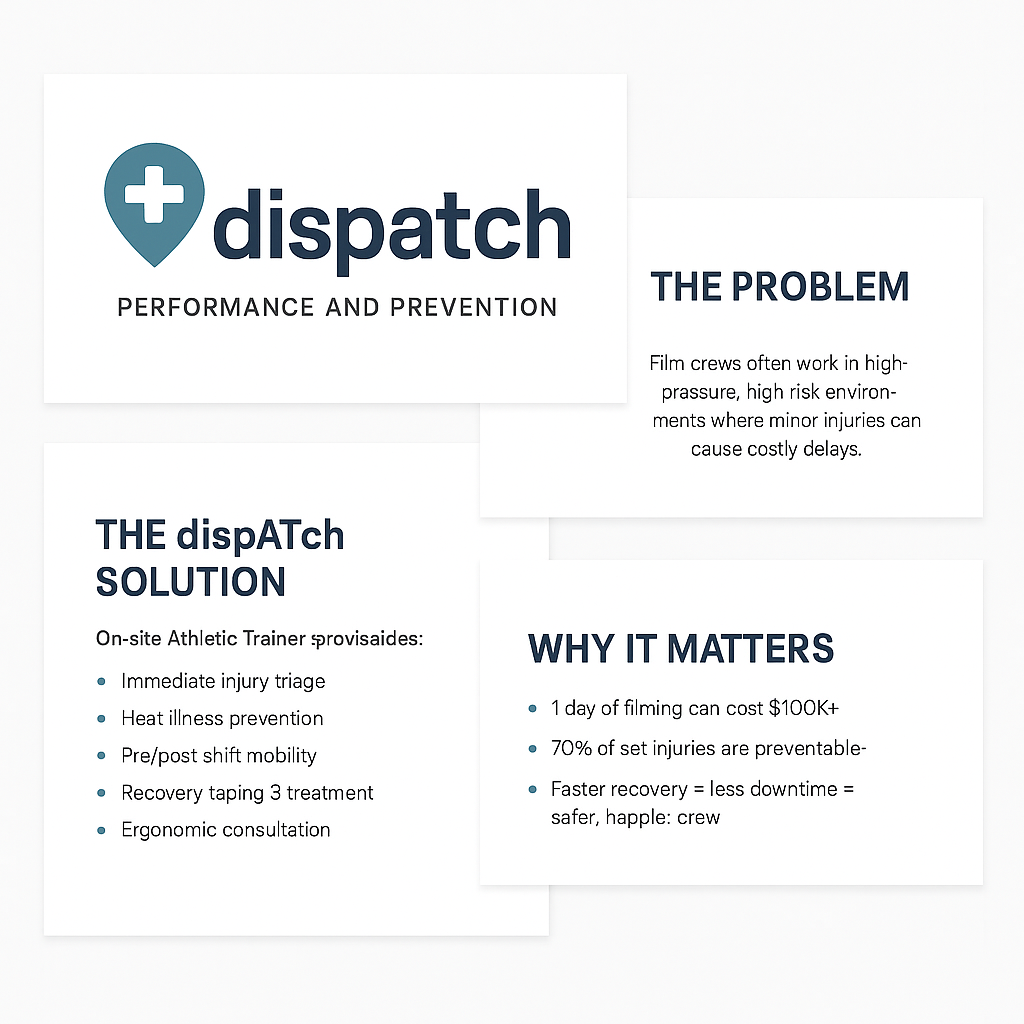 dispatch
PERFORMANCE AND PREVENTION
THE PROBLEM
Film crews often work in high-
prassure, high risk environ-
ments where minor injuries can
cause costly delays.
THE dispATch
SOLUTION
On-site Athletic Trainer provisaides:
• Immediate injury triage
• Heat illness prevention
• Pre/post shift mobility
• Recovery taping 3 treatment
• Ergonomic consultation
WHY IT MATTERS
• 1 day of filming can cost $100K+
• 70% of set injuries are preventable-
• Faster recovery = less downtime =
safer, happle: crew